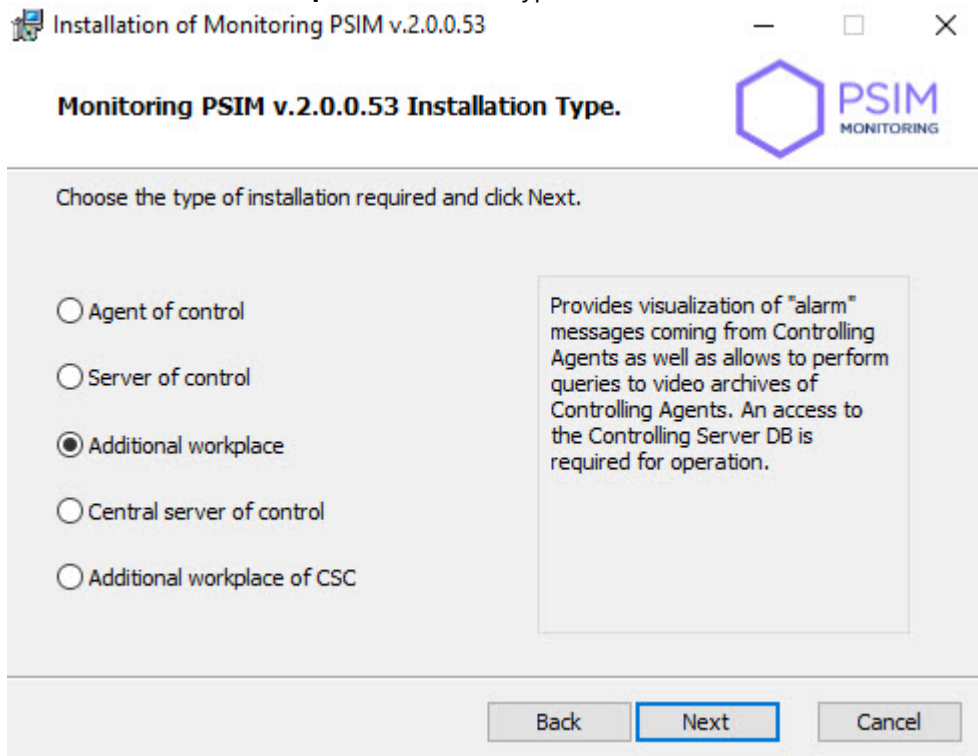 Installation of Monitoring PSIM v.2.0.0.53
Monitoring PSIM v.2.0.0.53 Installation Type.
PSIM
MONITORING
Choose the type of installation required and click Next.
Agent of control
Server of control
Additional workplace
Central server of control
Additional workplace of CSC
Provides visualization of "alarm"
messages coming from Controlling
Agents as well as allows to perform
queries to video archives of
Controlling Agents. An access to
the Controlling Server DB is
required for operation.
Back
Next
Cancel